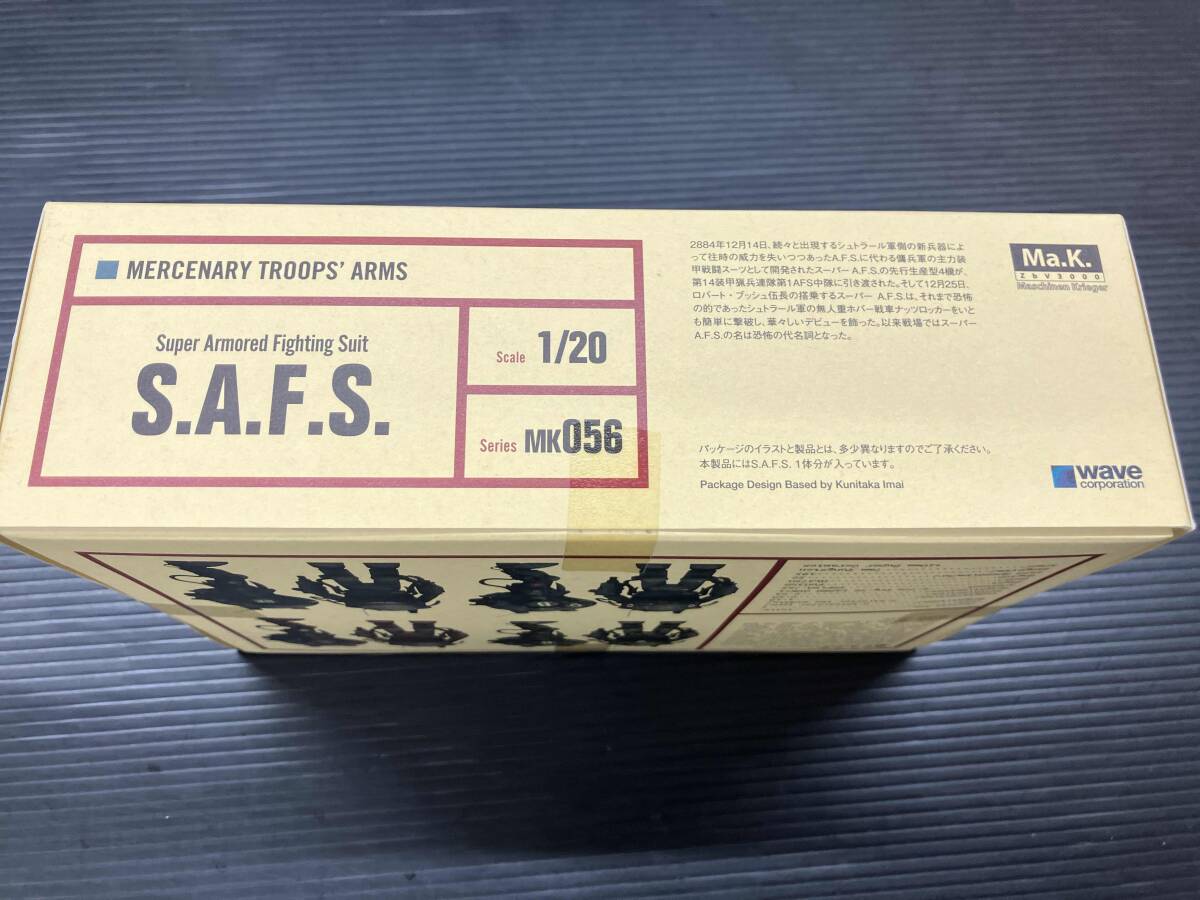 MERCENARY TROOPS' ARMS
Super Armored Fighting Suit
S.A.F.S.
Scale 1/20
Series MK056
2884年12月14日、続々と出現するシュトラール軍側の新兵器によ
って往時の威力を失いつつあったA.F.S.に代わる傭兵軍の主力装
甲戦闘スーツとして開発されたスーパーA.F.S.の先行生産型4機が、
第14装甲猟兵連隊第1AFS中隊に引き渡された。そして12月25日、
ロバート・ブッシュ伍長の搭乗するスーパー A.F.S.は、それまで恐怖
の的であったシュトラール軍の無人重ホバー戦車ナッツロッカーをいと
も簡単に撃破し、華々しいデビューを飾った。以来戦場ではスーパー
A.F.S.の名は恐怖の代名詞となった。
Ma.K.
ZbV3000
Maschinen Krieger
パッケージのイラストと製品とは、多少異なりますのでご了承ください。
本製品にはS.A.F.S. 1体分が入っています。
Package Design Based by Kunitaka Imai
wave
corporation